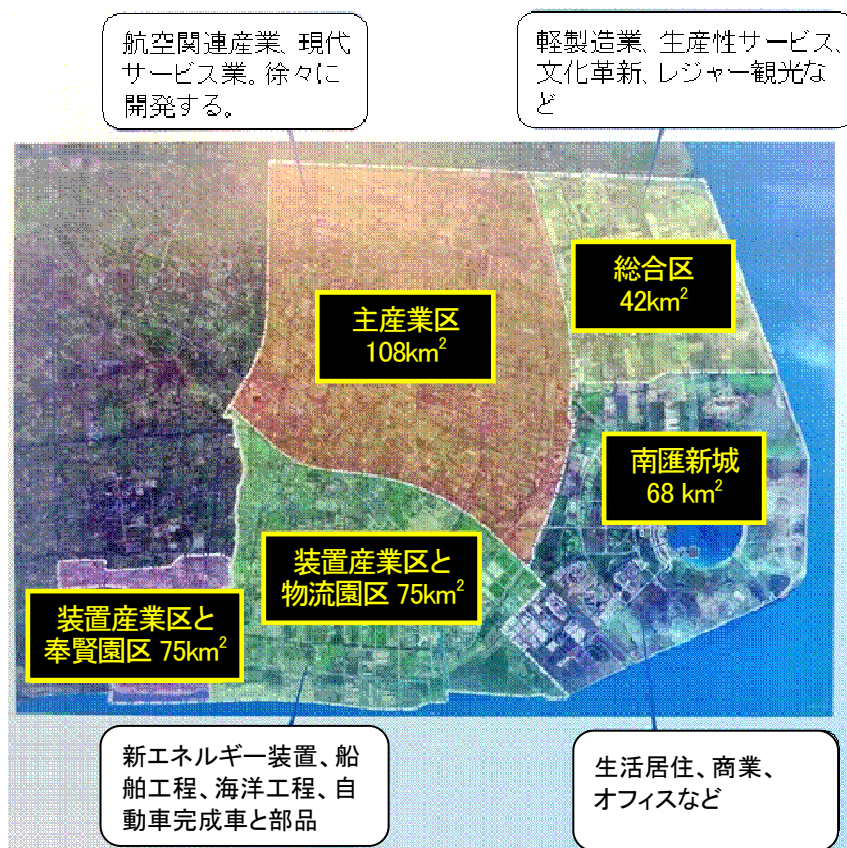 航空関連産業、現代
サービス業。徐々に
開発する。
軽製造業、生産性サービス、
文化革新、レジャー観光な
ど
総合区
42km²
主産業区
108km²
南匯新城
68 km²
装置産業区と
物流園区 75km²
装置産業区と
奉賢園区 75km²
新エネルギー装置、船
舶工程、海洋工程、自
動車完成車と部品
生活居住、商業、
オフィスなど